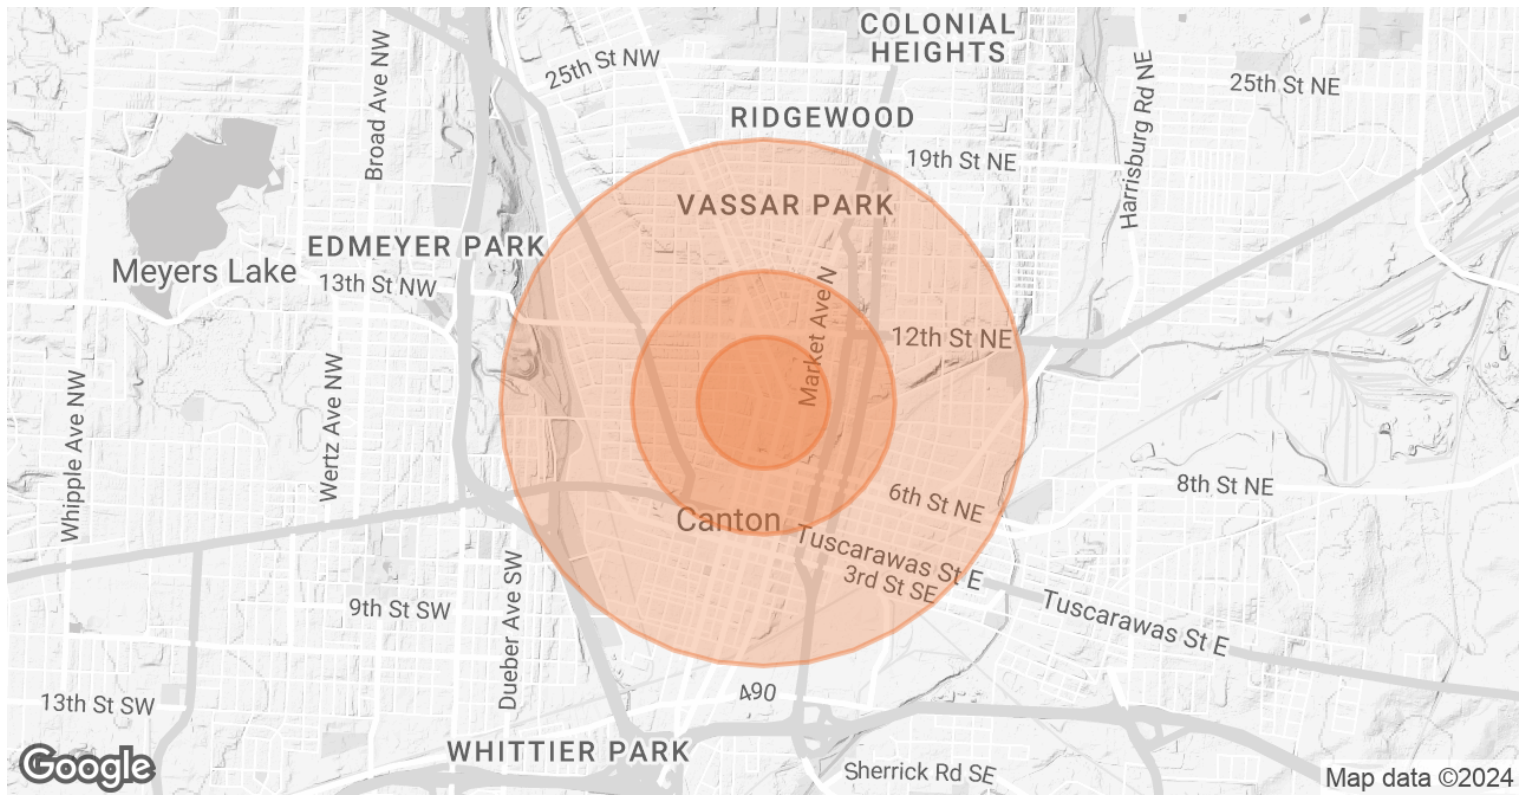 COLONIAL
HEIGHTS
25th St NW
Broad Ave NW
Harrisburg Rd NE
25th St NE
RIDGEWOOD
19th St NE
VASSAR PARK
EDMEYER PARK
Meyers Lake
13th St NW
Market Ave N
12th St NE
Whipple Ave NW
Wertz Ave NW
6th St NE
8th St NE
Canton
Tuscarawas St E
3rd St SE
Dueber Ave SW
9th St SW
Tuscarawas St E
13th St SW
490
WHITTIER PARK
Sherrick Rd SE
Google
Map data ©2024